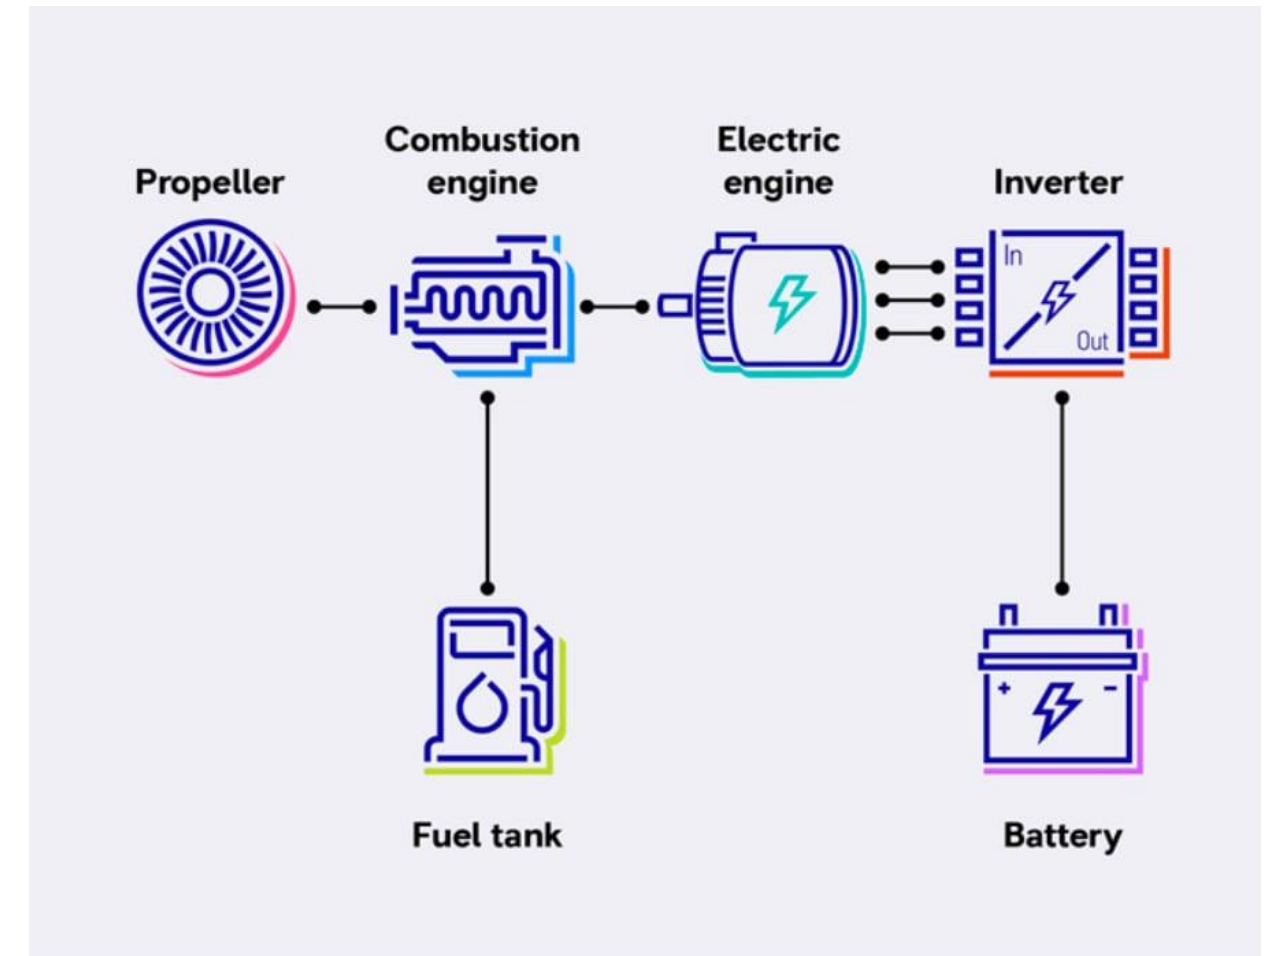 Propeller
Combustion
engine
Electric
engine
Inverter
In
Out
+ -
Fuel tank
Battery